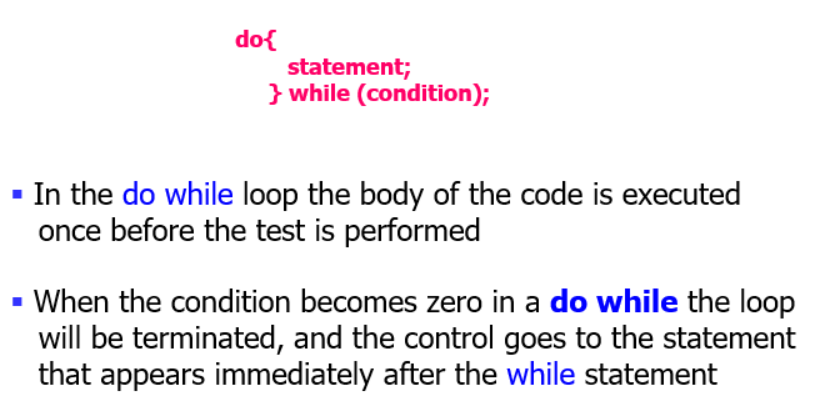 do{
statement;
} while (condition);
▪ In the do while loop the body of the code is executed
once before the test is performed
▪ When the condition becomes zero in a do while the loop
will be terminated, and the control goes to the statement
that appears immediately after the while statement